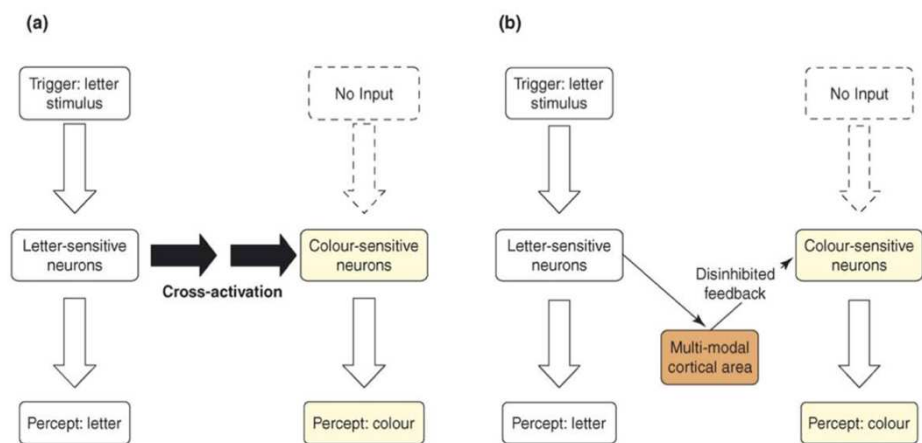 (a)
Trigger: letter
stimulus
No Input
Letter-sensitive
neurons
Cross-activation
Colour-sensitive
neurons
Percept: letter
Percept: colour
(b)
Trigger: letter
stimulus
No Input
Letter-sensitive
neurons
Disinhibited
feedback
Colour-sensitive
neurons
Multi-modal
cortical area
Percept: letter
Percept: colour